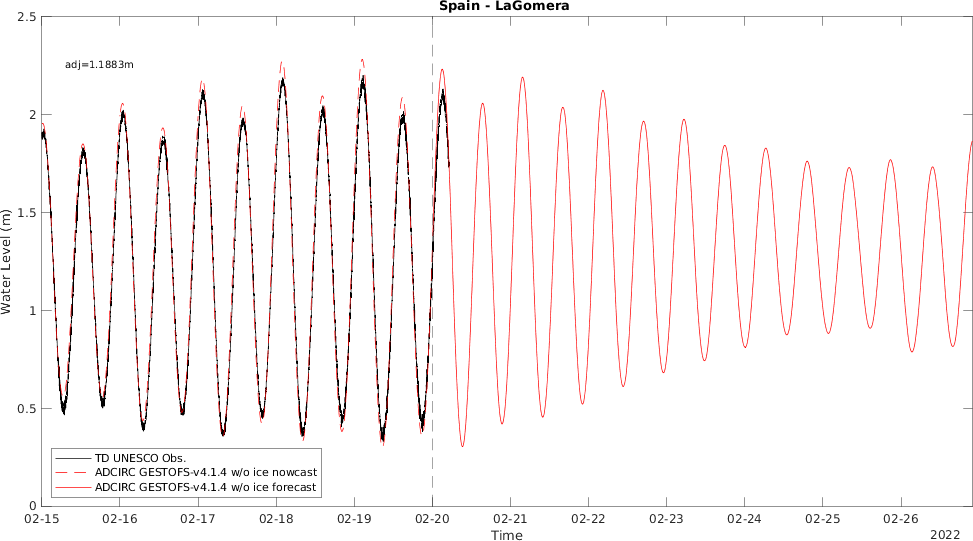 Spain - LaGomera
adj=1.1883m
2.5
2
1.5
1
0.5
0
Water Level (m)
TD UNESCO Obs.
ADCIRC GESTOFS-v4.1.4 w/o ice nowcast
ADCIRC GESTOFS-v4.1.4 w/o ice forecast
02-15 02-16 02-17 02-18 02-19 02-20 02-21 02-22 02-23 02-24 02-25 02-26
Time
2022